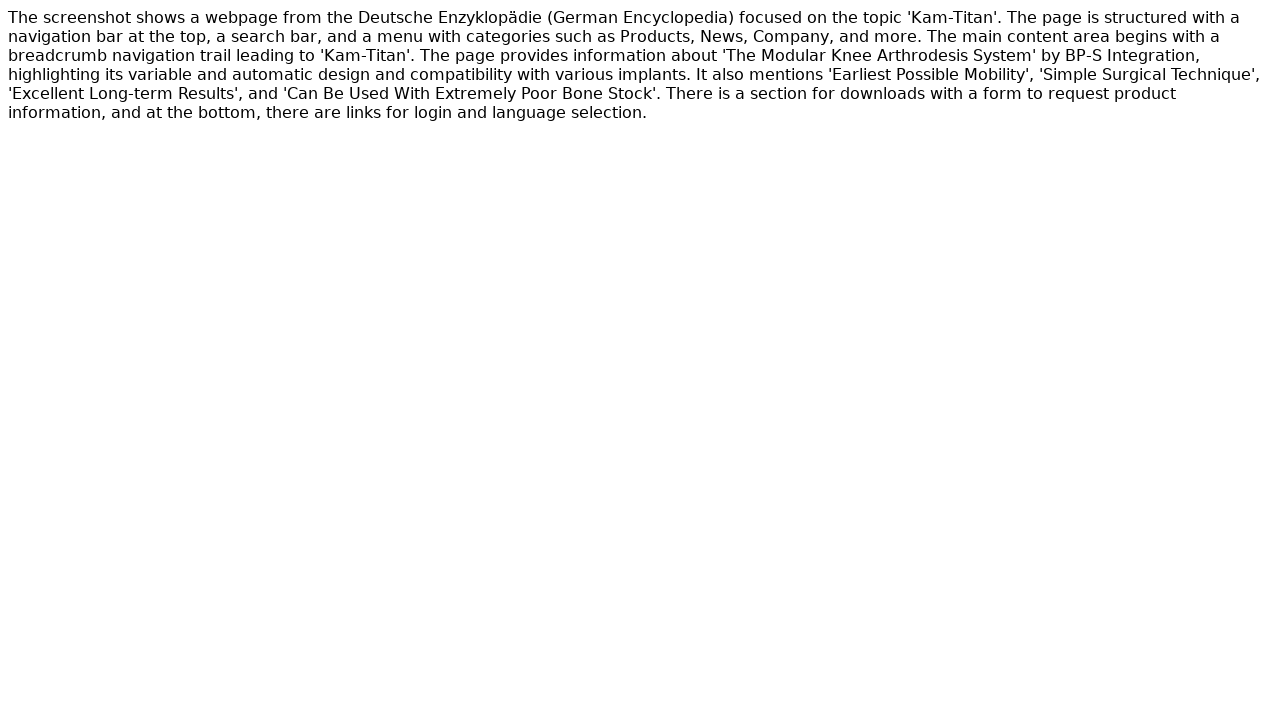 The screenshot shows a webpage from the Deutsche Enzyklopädie (German Encyclopedia) focused on the topic 'Kam-Titan'. The page is structured with a
navigation bar at the top, a search bar, and a menu with categories such as Products, News, Company, and more. The main content area begins with a
breadcrumb navigation trail leading to 'Kam-Titan'. The page provides information about 'The Modular Knee Arthrodesis System' by BP-S Integration,
highlighting its variable and automatic design and compatibility with various implants. It also mentions 'Earliest Possible Mobility', 'Simple Surgical Technique',
'Excellent Long-term Results', and 'Can Be Used With Extremely Poor Bone Stock'. There is a section for downloads with a form to request product
information, and at the bottom, there are links for login and language selection.